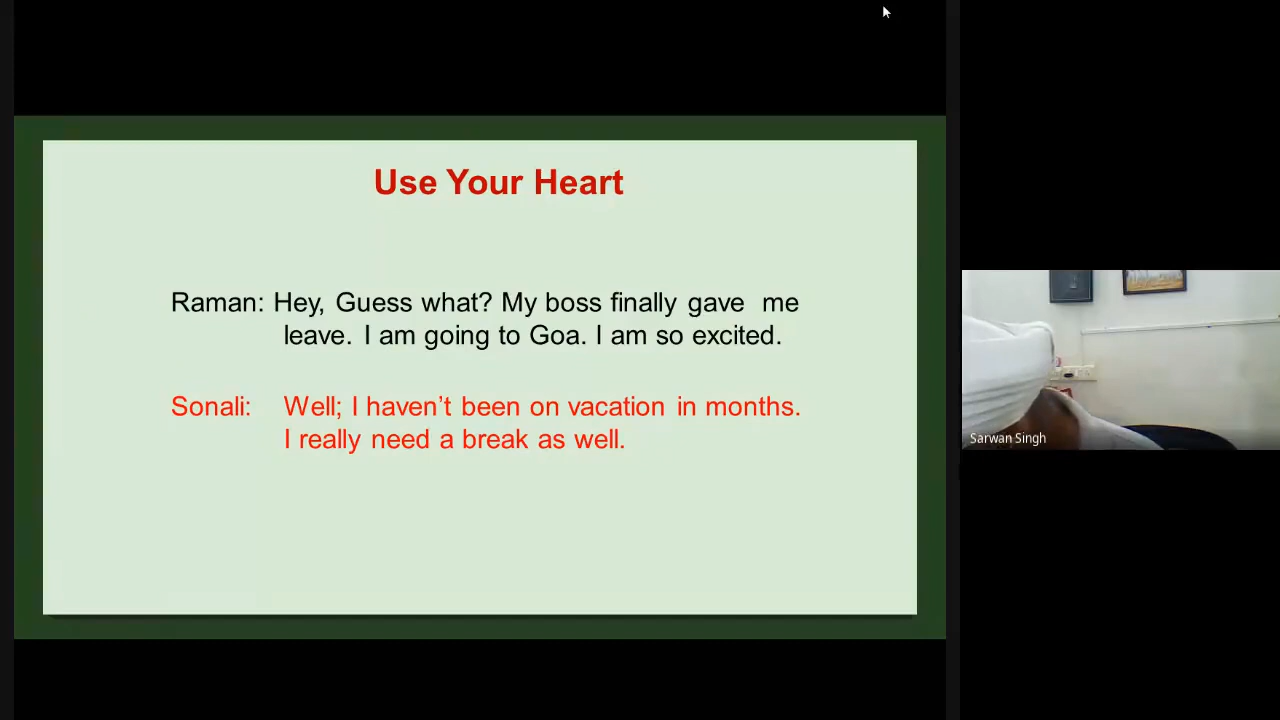 Use Your Heart
Raman: Hey, Guess what? My boss finally gave me
leave. I am going to Goa. I am so excited.
Sonali: Well; I haven’t been on vacation in months.
I really need a break as well.
Sarwan Singh